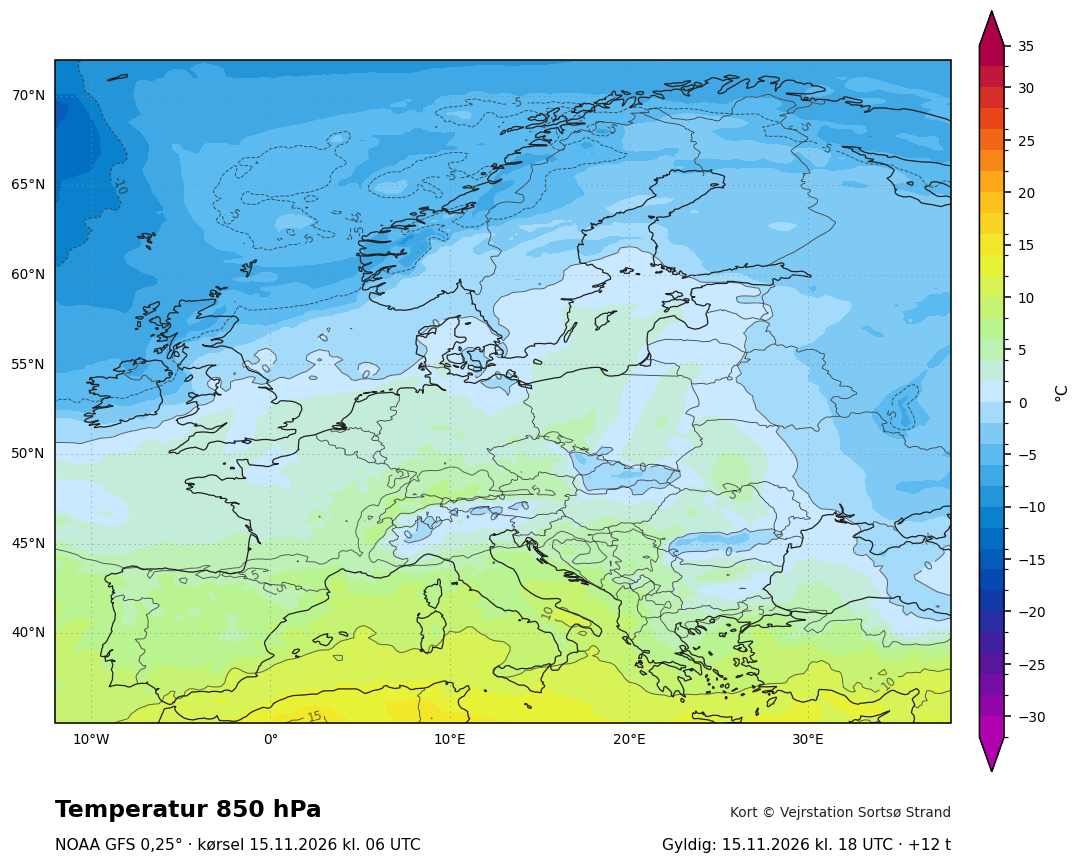 70°N
65°N
60°N
55°N
50°N
45°N
40°N
10°W 0° 10°E 20°E 30°E
35
30
25
20
15
10
5
0
−5
−10
−15
−20
−25
−30
°C
Temperatur 850 hPa
Kort © Vejrstation Sortsø Strand
NOAA GFS 0,25° · kørsel 15.11.2026 kl. 06 UTC
Gyldig: 15.11.2026 kl. 18 UTC · +12 t